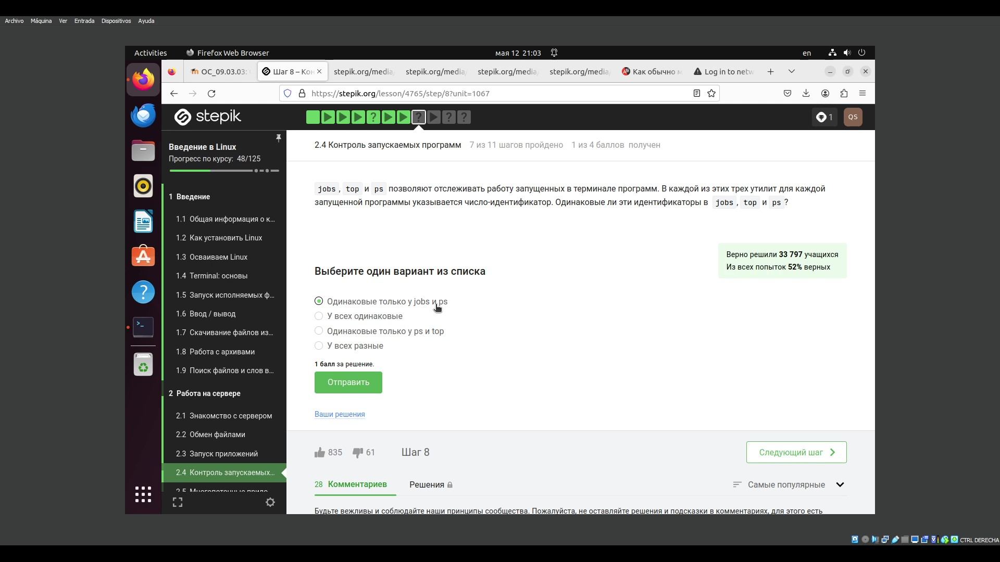 Archivo Máquina Ver Entrada Dispositivos Ayuda
Activities Firefox Web Browser мая 12 21:03 en
ОС_09.03.03: Шаг 8 – Кон stepik.org/media/ stepik.org/media/ stepik.org/media/ stepik.org/media/ Как обычно м Log in to netw
https://stepik.org/lesson/4765/step/8?unit=1067
stepik ? ? ? ? 1 QS
Введение в Linux
Прогресс по курсу: 48/125
1 Введение
1.1 Общая информация о к...
1.2 Как установить Linux
1.3 Осваиваем Linux
1.4 Terminal: основы
1.5 Запуск исполняемых ф...
1.6 Ввод / вывод
1.7 Скачивание файлов из...
1.8 Работа с архивами
1.9 Поиск файлов и слов в...
2 Работа на сервере
2.1 Знакомство с сервером
2.2 Обмен файлами
2.3 Запуск приложений
2.4 Контроль запускаемых...
2.5 Многопоточные прило...
2.4 Контроль запускаемых программ 7 из 11 шагов пройдено 1 из 4 баллов получен
jobs, top и ps позволяют отслеживать работу запущенных в терминале программ. В каждой из этих трех утилит для каждой
запущенной программы указывается число-идентификатор. Одинаковые ли эти идентификаторы в jobs, top и ps?
Верно решили 33 797 учащихся
Из всех попыток 52% верных
Выберите один вариант из списка
Одинаковые только у jobs и ps
У всех одинаковые
Одинаковые только у ps и top
У всех разные
1 балл за решение.
Отправить
Ваши решения
835 61 Шаг 8 Следующий шаг
28 Комментариев Решения Самые популярные
Будьте вежливы и соблюдайте наши принципы сообщества. Пожалуйста, не оставляйте решения и подсказки в комментариях, для этого есть
CTRL DERECHA